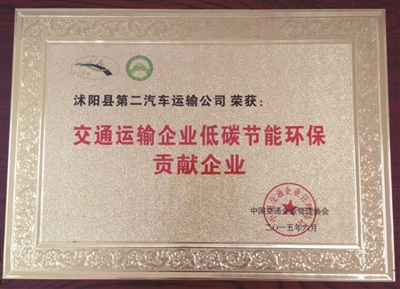 沭阳县第二汽车运输公司 荣获：
交通运输企业低碳节能环保
贡献企业
中国交通企业管理协会
二〇一五年六月